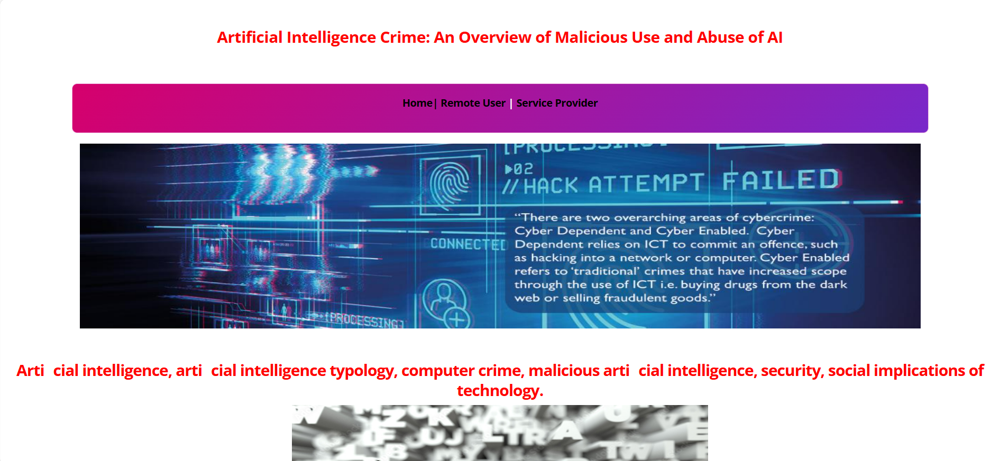 Artificial Intelligence Crime: An Overview of Malicious Use and Abuse of AI
Home| Remote User | Service Provider
[PROCESSING]
02
// HACK ATTEMPT FAILED
CONNECTED
“There are two overarching areas of cybercrime:
Cyber Dependent and Cyber Enabled. Cyber
Dependent relies on ICT to commit an offence, such
as hacking into a network or computer. Cyber Enabled
refers to ‘traditional’ crimes that have increased scope
through the use of ICT i.e. buying drugs from the dark
web or selling fraudulent goods.”
[PROCESSING]
Arti cial intelligence, arti cial intelligence typology, computer crime, malicious arti cial intelligence, security, social implications of
technology.